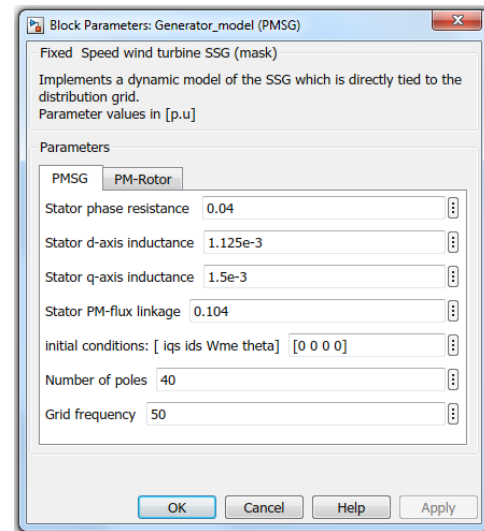 Block Parameters: Generator_model (PMSG)
Fixed Speed wind turbine SSG (mask)
Implements a dynamic model of the SSG which is directly tied to the
distribution grid.
Parameter values in [p.u]
Parameters
PMSG PM-Rotor
Stator phase resistance 0.04
Stator d-axis inductance 1.125e-3
Stator q-axis inductance 1.5e-3
Stator PM-flux linkage 0.104
initial conditions: [ iqs ids Wme theta] [0 0 0 0]
Number of poles 40
Grid frequency 50
OK Cancel Help Apply